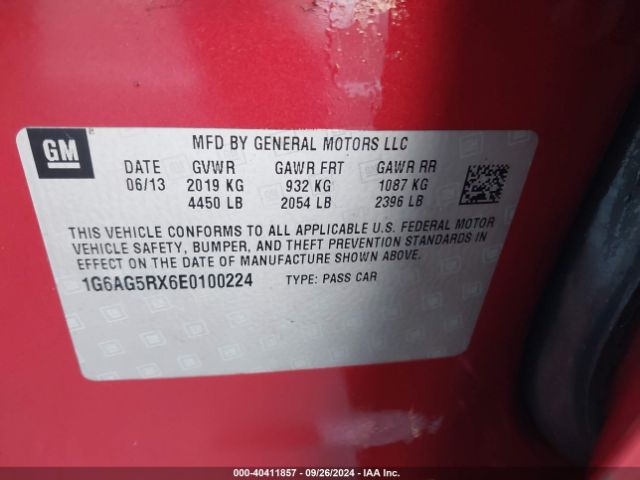 GM
MFD BY GENERAL MOTORS LLC
DATE GVWR GAWR FRT GAWR RR
06/13 2019 KG 932 KG 1087 KG
4450 LB 2054 LB 2396 LB
THIS VEHICLE CONFORMS TO ALL APPLICABLE U.S. FEDERAL MOTOR
VEHICLE SAFETY, BUMPER, AND THEFT PREVENTION STANDARDS IN
EFFECT ON THE DATE OF MANUFACTURE SHOWN ABOVE.
1G6AG5RX6E0100224 TYPE: PASS CAR
000-40411857 - 09/26/2024 - IAAI.COM